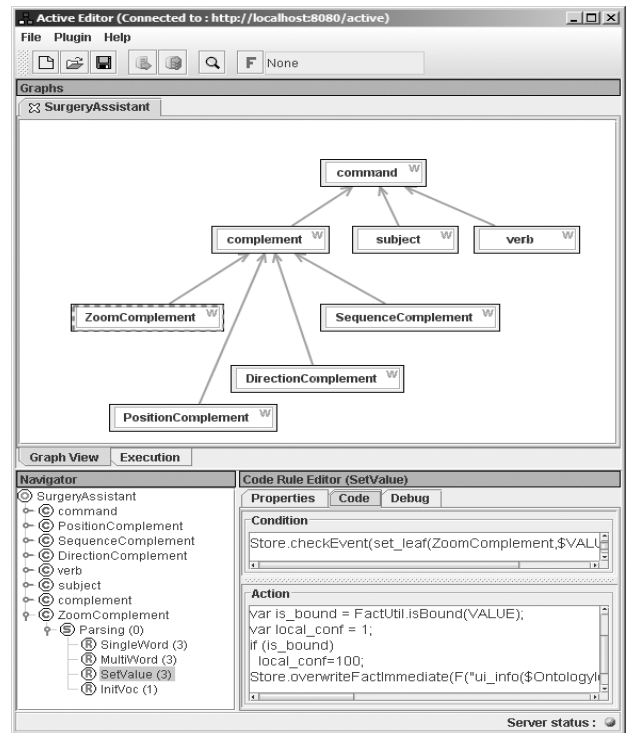 Active Editor (Connected to : http://localhost:8080/active)
File Plugin Help
F None
Graphs
SurgeryAssistant
command W
complement W
subject W
verb W
ZoomComplement W
SequenceComplement W
DirectionComplement W
PositionComplement W
Graph View Execution
Navigator
SurgeryAssistant
C command
C PositionComplement
C SequenceComplement
C DirectionComplement
C verb
C subject
C complement
C ZoomComplement
S Parsing (0)
R SingleWord (3)
R MultiWord (3)
R SetValue (3)
R InitVoc (1)
Code Rule Editor (SetValue)
Properties Code Debug
Condition
Store.checkEvent(set_leaf(ZoomComplement,$VALU
Action
var is_bound = FactUtil.isBound(VALUE);
var local_conf = 1;
if (is_bound)
local_conf=100;
Store.overwriteFactImmediate(F("ui_info($Ontology
Server status :